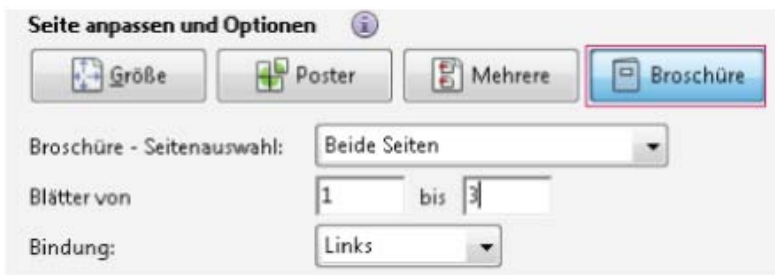 Seite anpassen und Optionen
Größe Poster Mehrere Broschüre
Broschüre - Seitenauswahl: Beide Seiten
Blätter von 1 bis 3
Bindung: Links